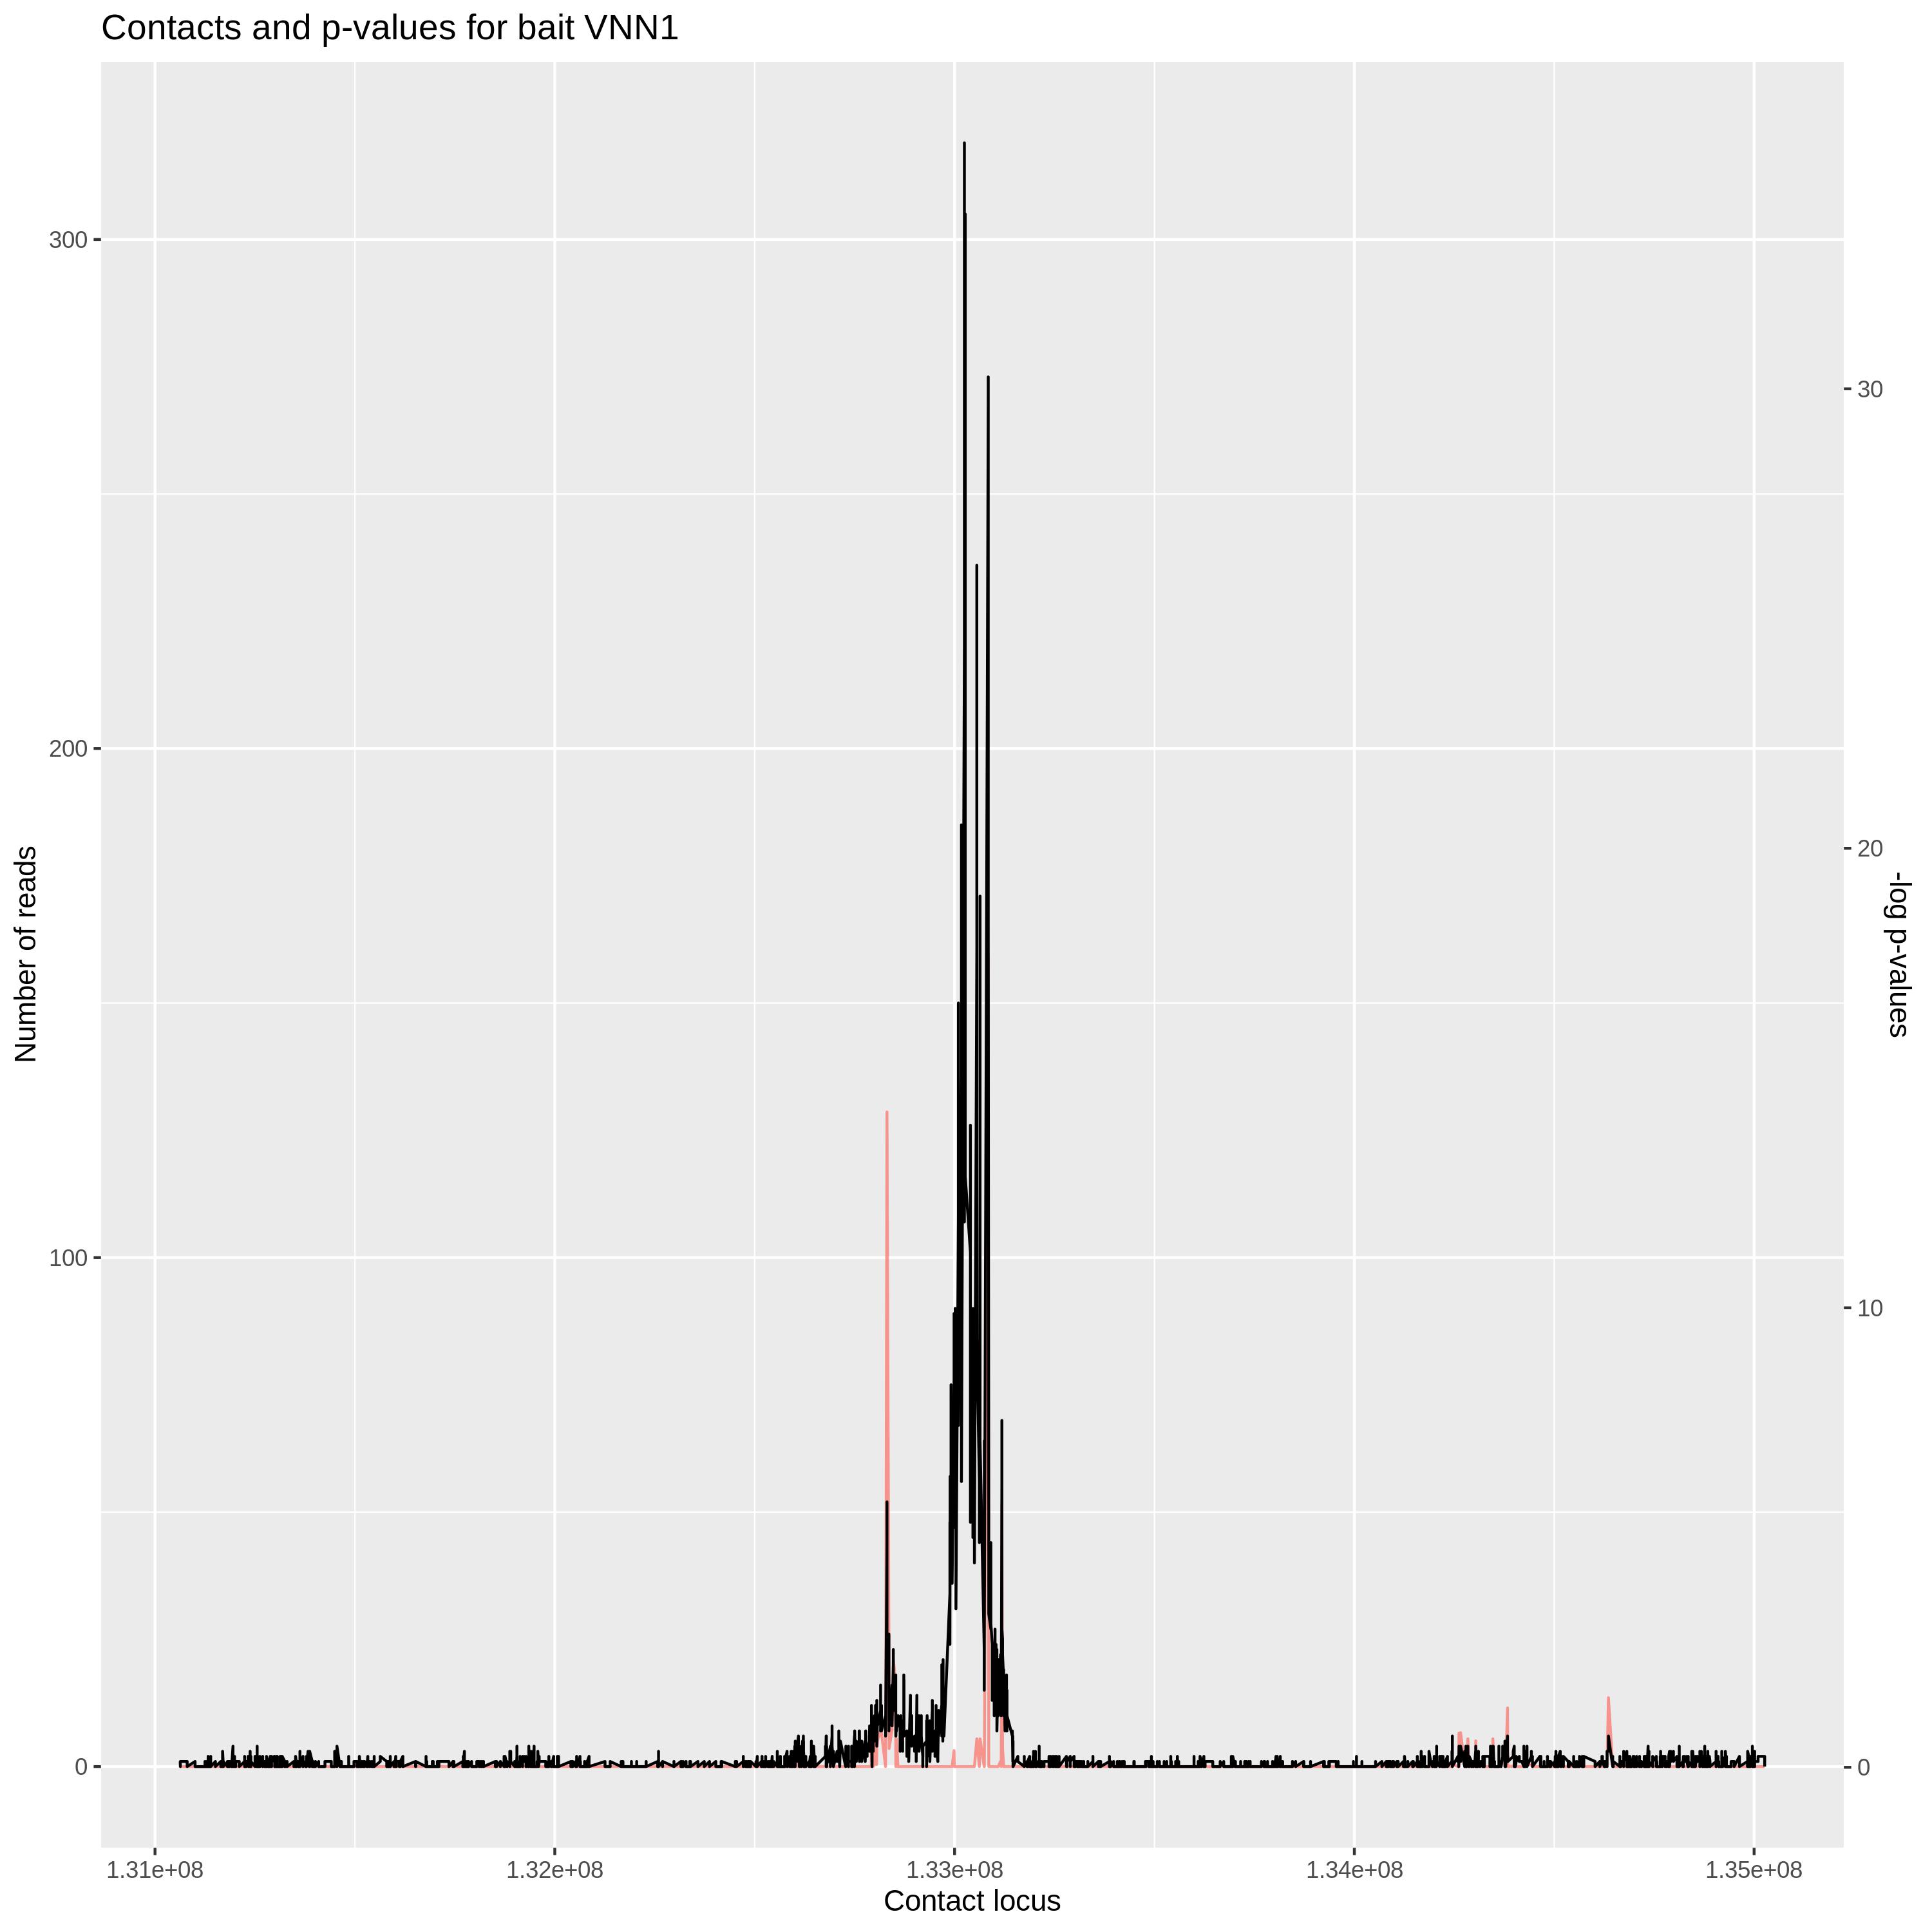 Contacts and p-values for bait VNN1
Number of reads
300
200
100
0
30
20
10
0
-log p-values
1.31e+08
1.32e+08
1.33e+08
1.34e+08
1.35e+08
Contact locus